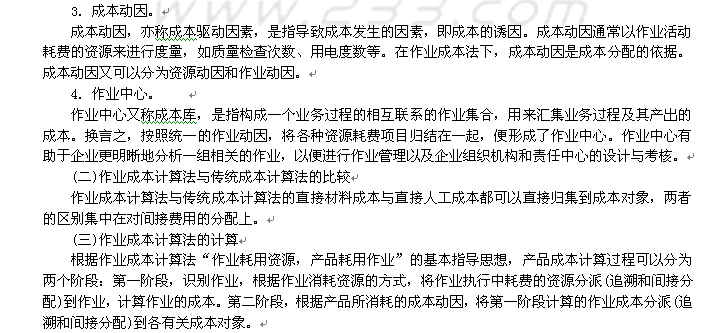 3．成本动因。
成本动因，亦称成本驱动因素，是指导致成本发生的因素，即成本的诱因。成本动因通常以作业活动
耗费的资源来进行度量，如质量检查次数、用电度数等。在作业成本法下，成本动因是成本分配的依据。
成本动因又可以分为资源动因和作业动因。
4．作业中心。
作业中心又称成本库，是指构成一个业务过程的相互联系的作业集合，用来汇集业务过程及其产出的
成本。换言之，按照统一的作业动因，将各种资源耗费项目归结在一起，便形成了作业中心。作业中心有
助于企业更明晰地分析一组相关的作业，以便进行作业管理以及企业组织机构和责任中心的设计与考核。
(二)作业成本计算法与传统成本计算法的比较
作业成本计算法与传统成本计算法的直接材料成本与直接人工成本都可以直接归集到成本对象，两者
的区别集中在对间接费用的分配上。
(三)作业成本计算法的计算
根据作业成本计算法“作业耗用资源，产品耗用作业”的基本指导思想，产品成本计算过程可以分为
两个阶段：第一阶段，识别作业，根据作业消耗资源的方式，将作业执行中耗费的资源分派(追溯和间接分
配)到作业，计算作业的成本。第二阶段，根据产品所消耗的成本动因，将第一阶段计算的作业成本分派(追
溯和间接分配)到各有关成本对象。